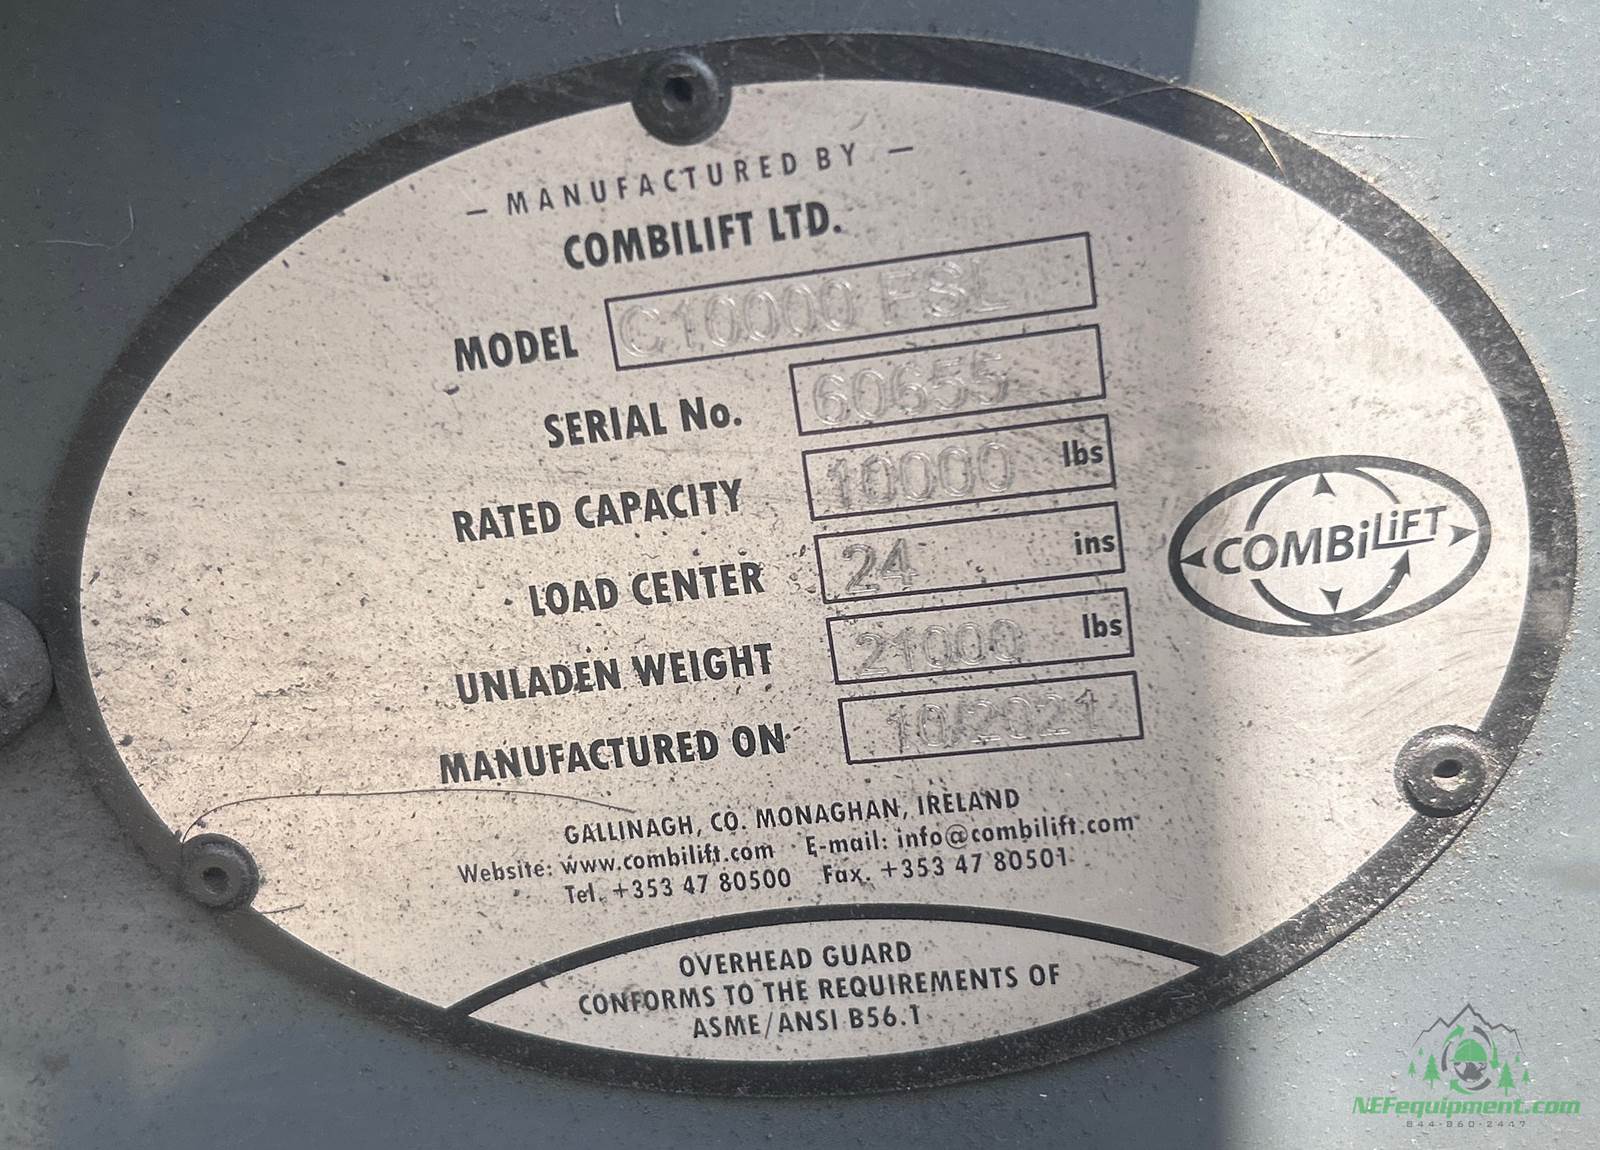 — MANUFACTURED BY —
COMBILIFT LTD.
MODEL C10000 FSL
SERIAL No. 60655
RATED CAPACITY 10000 lbs
LOAD CENTER 24 ins
UNLADEN WEIGHT 21000 lbs
MANUFACTURED ON 10/2021
COMBiLiFT
GALLINAGH, CO. MONAGHAN, IRELAND
Website: www.combilift.com E-mail: info@combilift.com
Tel. +353 47 80500 Fax. +353 47 80501
OVERHEAD GUARD
CONFORMS TO THE REQUIREMENTS OF
ASME/ANSI B56.1
NEFequipment.com
844-860-2447